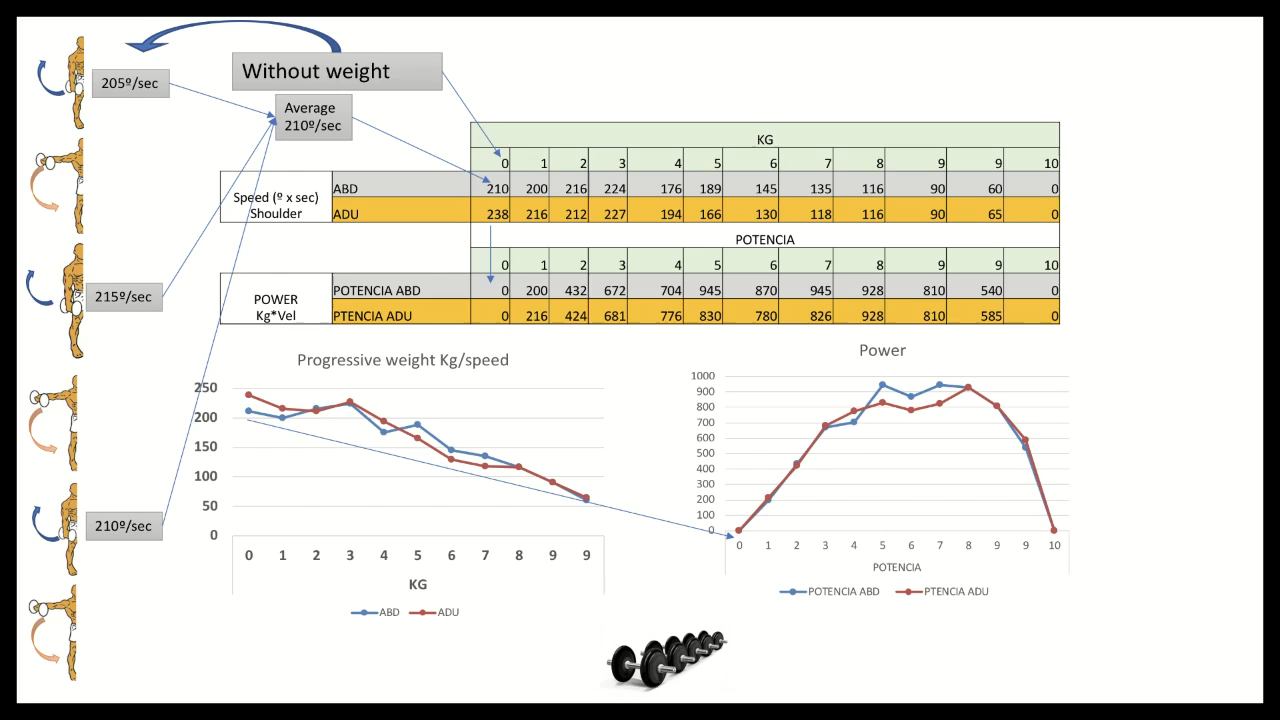 205º/sec
Without weight
Average
210º/sec
KG
0 1 2 3 4 5 6 7 8 9 9 10
Speed (º x sec)
Shoulder
ABD 210 200 216 224 176 189 145 135 116 90 60 0
ADU 238 216 212 227 194 166 130 118 116 90 65 0
POTENCIA
0 1 2 3 4 5 6 7 8 9 9 10
POWER
Kg*Vel
POTENCIA ABD 0 200 432 672 704 945 870 945 928 810 540 0
PTENCIA ADU 0 216 424 681 776 830 780 826 928 810 585 0
215º/sec
210º/sec
Progressive weight Kg/speed
250
200
150
100
50
0
0 1 2 3 4 5 6 7 8 9 9
KG
ABD ADU
Power
1000
900
800
700
600
500
400
300
200
100
0
0 1 2 3 4 5 6 7 8 9 9 10
POTENCIA
POTENCIA ABD PTENCIA ADU